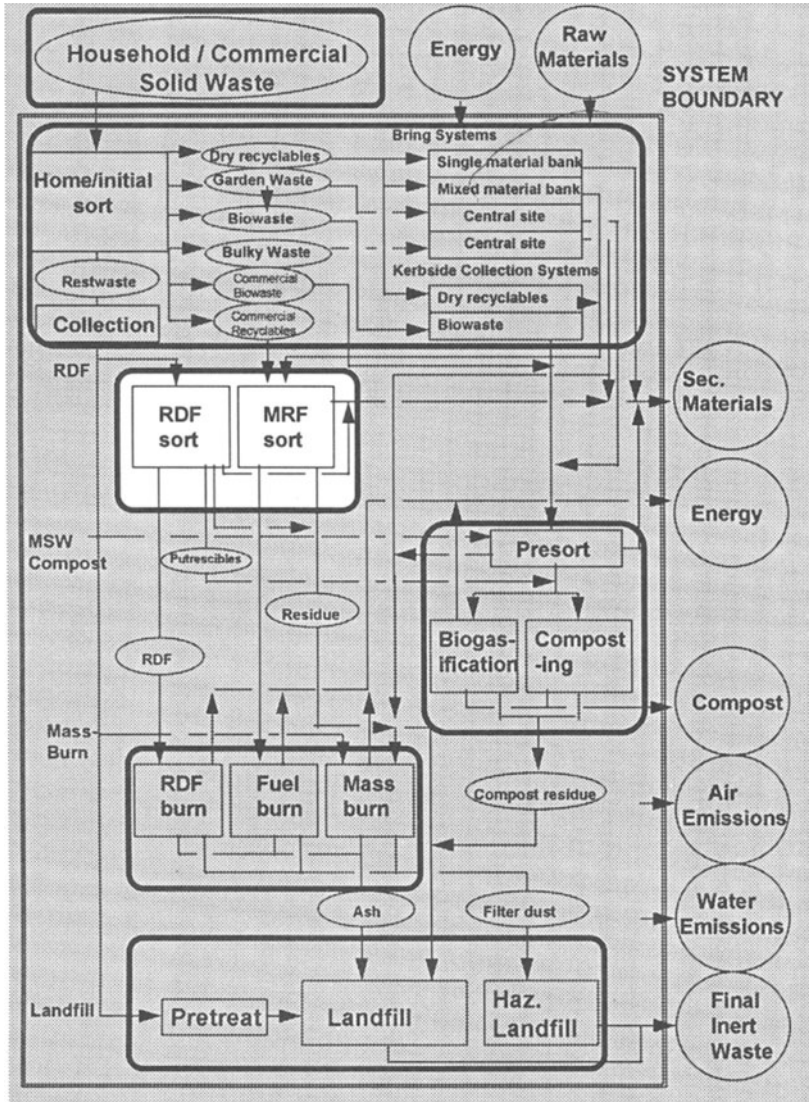 Household / Commercial
Solid Waste
Energy
Raw
Materials
SYSTEM
BOUNDARY
Bring Systems
Home/initial
sort
Dry recyclables
Garden Waste
Biowaste
Bulky Waste
Commercial
Biowaste
Commercial
Recyclables
Single material bank
Mixed material bank
Central site
Central site
Kerbside Collection Systems
Dry recyclables
Biowaste
Restwaste
Collection
RDF
RDF
sort
MRF
sort
Sec.
Materials
Energy
MSW
Compost
Putrescibles
Presort
Residue
RDF
Biogas-
ification
Compost
-ing
Compost
Mass-
Burn
RDF
burn
Fuel
burn
Mass
burn
Compost residue
Air
Emissions
Ash
Filter dust
Water
Emissions
Landfill
Pretreat
Landfill
Haz.
Landfill
Final
Inert
Waste